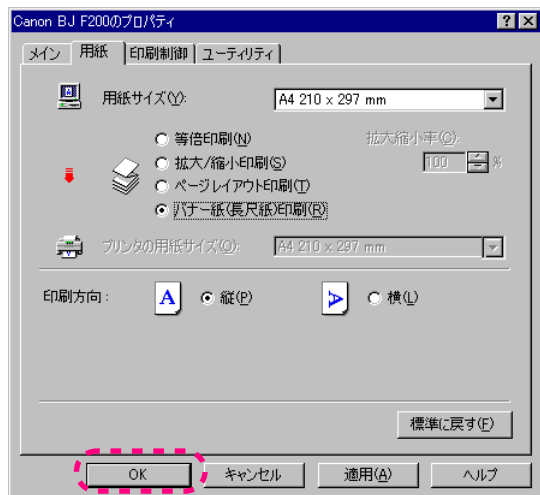 Canon BJ F200のプロパティ
メイン 用紙 印刷制御 ユーティリティ
用紙サイズ(Y): A4 210 x 297 mm
等倍印刷(N) 拡大縮小率(C):
拡大/縮小印刷(S) 100 %
ページレイアウト印刷(T)
バナー紙(長尺紙)印刷(R)
プリンタの用紙サイズ(O): A4 210 x 297 mm
印刷方向: A 縦(P) A 横(L)
標準に戻す(F)
OK キャンセル 適用(A) ヘルプ